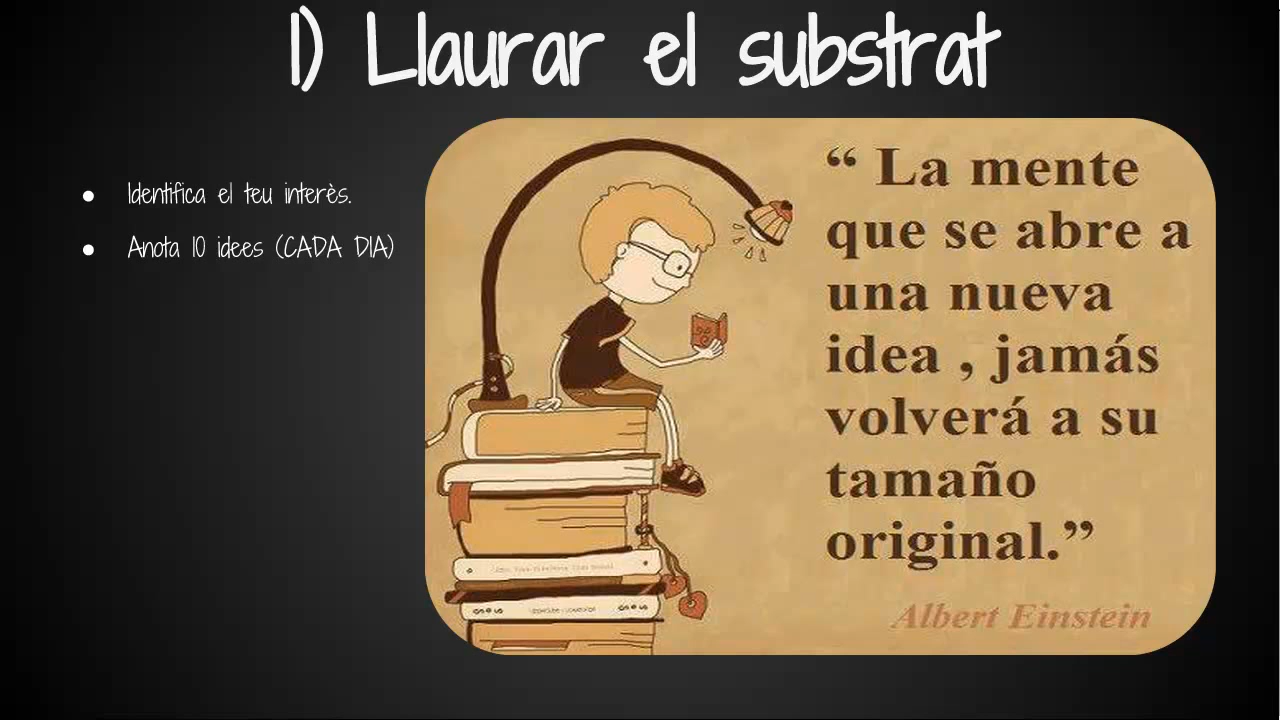 1) Llaurar el substrat
● Identifica el teu interès.
● Anota 10 idees (CADA DIA)
“ La mente
que se abre a
una nueva
idea , jamás
volverá a su
tamaño
original.”
Albert Einstein